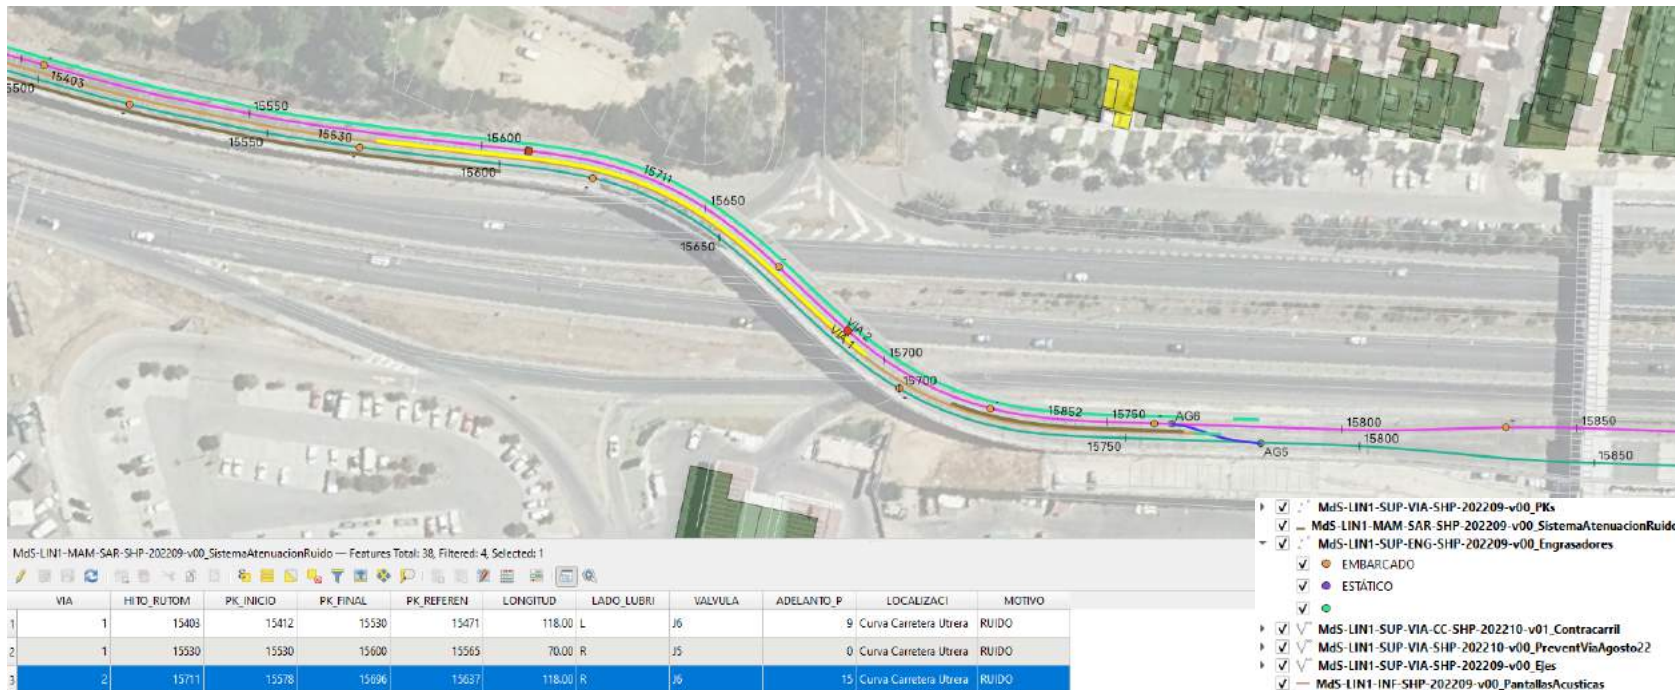 15403
15500
15550
15530
15550
15600
15600
15711
15650
15650
VIA 2
VIA 1
15700
15700
15852
15750
AG6
15800
15850
15750
15800
AG5
15850
MdS-LIN1-SUP-VIA-SHP-202209-v00_PKs
MdS-LIN1-MAM-SAR-SHP-202209-v00_SistemaAtenuacionRuido
MdS-LIN1-SUP-ENG-SHP-202209-v00_Engrasadores
EMBARCADO
ESTÁTICO
MdS-LIN1-SUP-VIA-CC-SHP-202210-v01_Contracarril
MdS-LIN1-SUP-VIA-SHP-202210-v00_PreventViaAgosto22
MdS-LIN1-SUP-VIA-SHP-202209-v00_Ejes
MdS-LIN1-INF-SHP-202209-v00_PantallasAcusticas
MdS-LIN1-MAM-SAR-SHP-202209-v00_SistemaAtenuacionRuido — Features Total: 38, Filtered: 4, Selected: 1
VIA HITO_RUTOM PK_INICIO PK_FINAL PK_REFEREN LONGITUD LADO_LUBRI VALVULA ADELANTO_P LOCALIZACI MOTIVO
1 1 15403 15412 15530 15471 118.00 L J6 9 Curva Carretera Utrera RUIDO
2 1 15530 15530 15600 15565 70.00 R J5 0 Curva Carretera Utrera RUIDO
3 2 15711 15578 15696 15637 118.00 R J6 15 Curva Carretera Utrera RUIDO